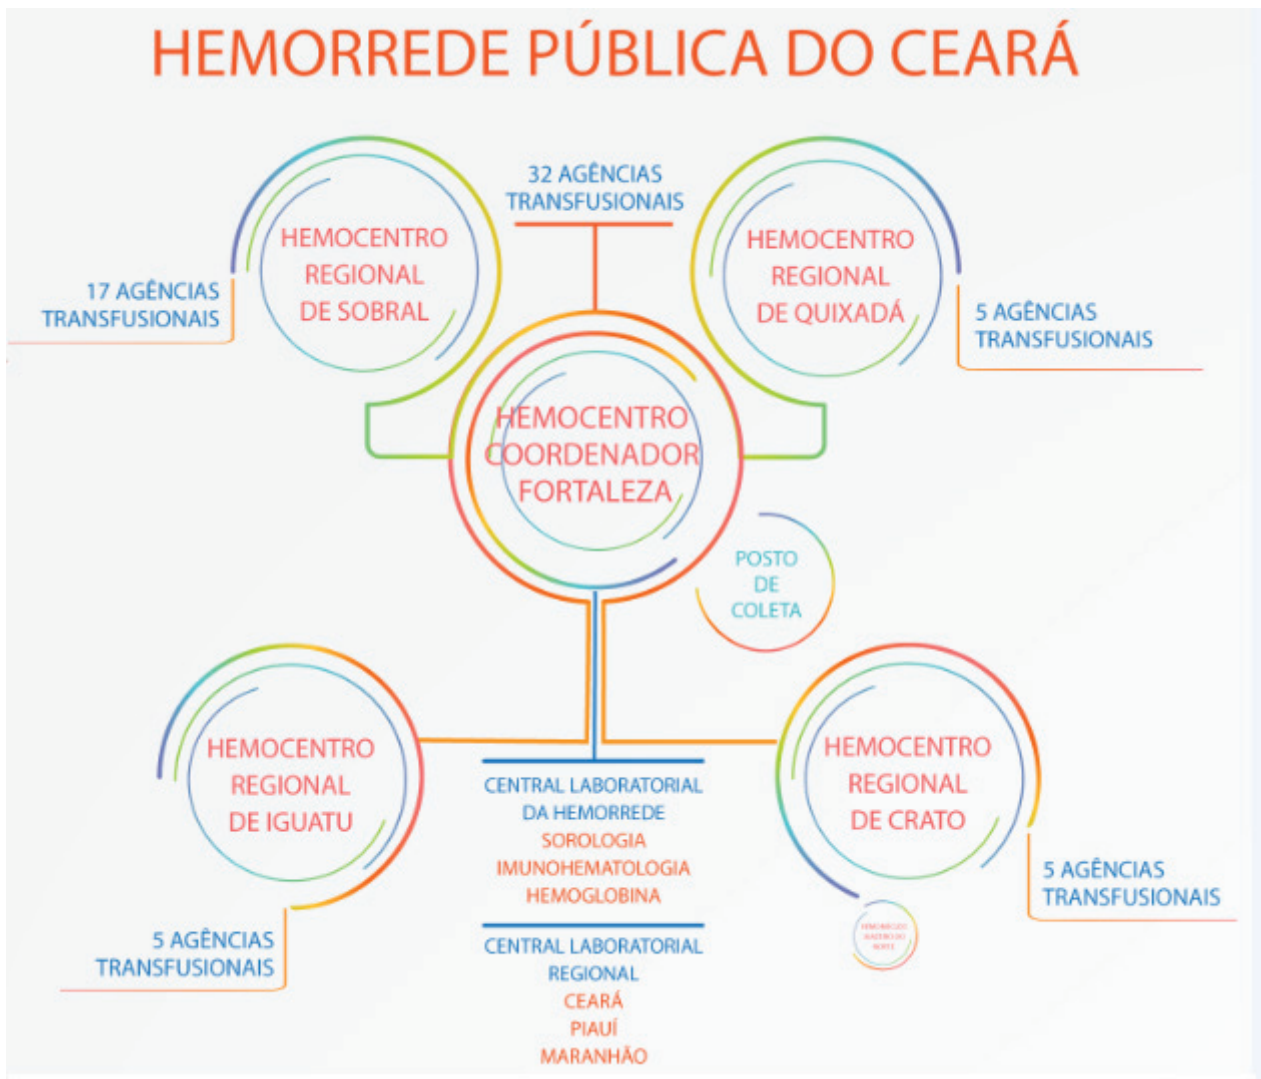 HEMORREDE PÚBLICA DO CEARÁ
HEMOCENTRO
REGIONAL
DE SOBRAL
17 AGÊNCIAS
TRANSFUSIONAIS
32 AGÊNCIAS
TRANSFUSIONAIS
HEMOCENTRO
REGIONAL
DE QUIXADÁ
5 AGÊNCIAS
TRANSFUSIONAIS
HEMOCENTRO
COORDENADOR
FORTALEZA
POSTO
DE
COLETA
HEMOCENTRO
REGIONAL
DE IGUATU
5 AGÊNCIAS
TRANSFUSIONAIS
CENTRAL LABORATORIAL
DA HEMORREDE
SOROLOGIA
IMUNOHEMATOLOGIA
HEMOGLOBINA
CENTRAL LABORATORIAL
REGIONAL
CEARÁ
PIAUÍ
MARANHÃO
HEMOCENTRO
REGIONAL
DE CRATO
5 AGÊNCIAS
TRANSFUSIONAIS
NORTE